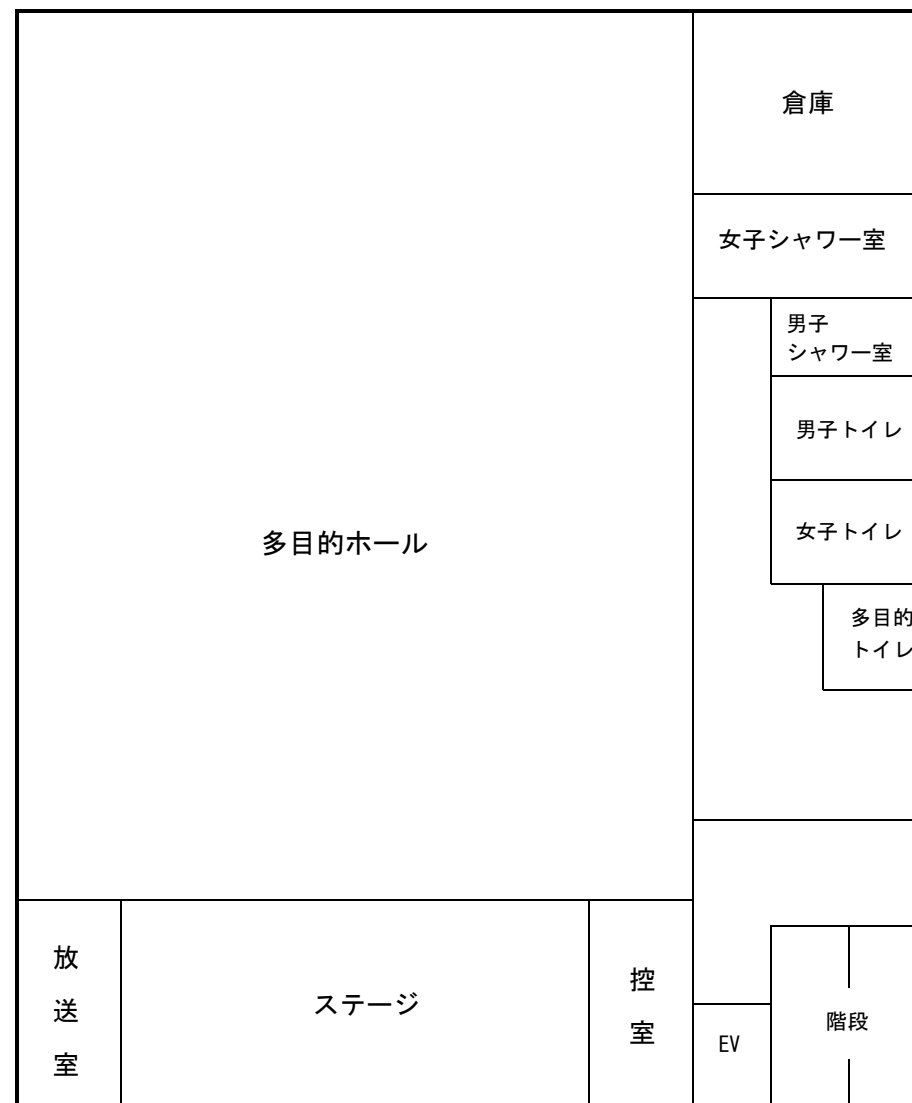 倉庫
女子シャワー室
男子
シャワー室
男子トイレ
女子トイレ
多目的ホール
多目的
トイレ
放送室
ステージ
控室
階段
EV